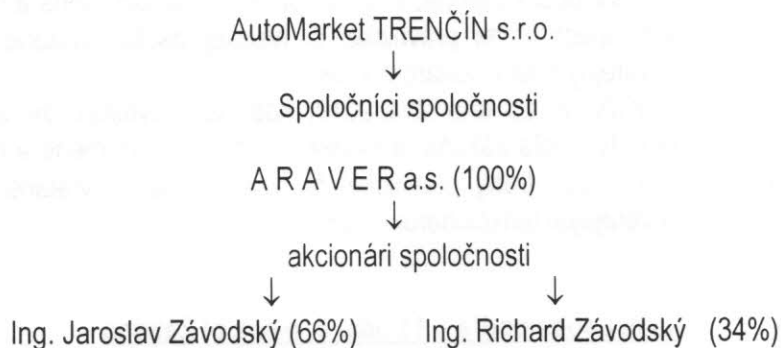 AutoMarket TRENČÍN s.r.o.
↓
Spoločníci spoločnosti
A R A V E R a.s. (100%)
↓
akcionári spoločnosti
↓ ↓
Ing. Jaroslav Závodský (66%) Ing. Richard Závodský (34%)